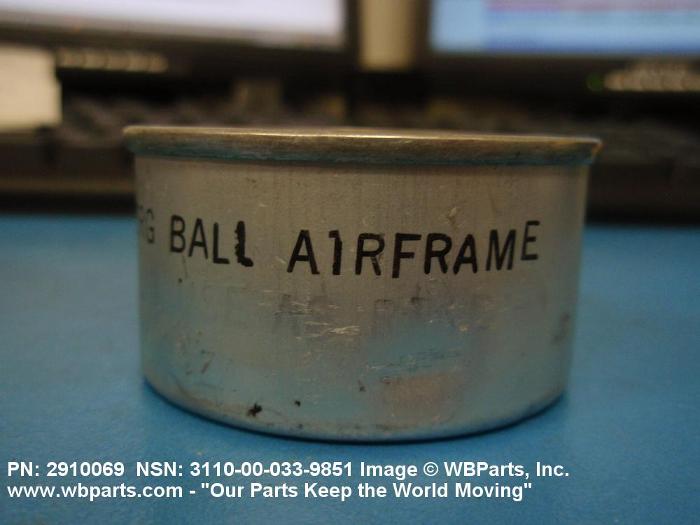 RG BALL AIRFRAME
PN: 2910069 NSN: 3110-00-033-9851 Image © WBParts, Inc.
www.wbparts.com - "Our Parts Keep the World Moving"